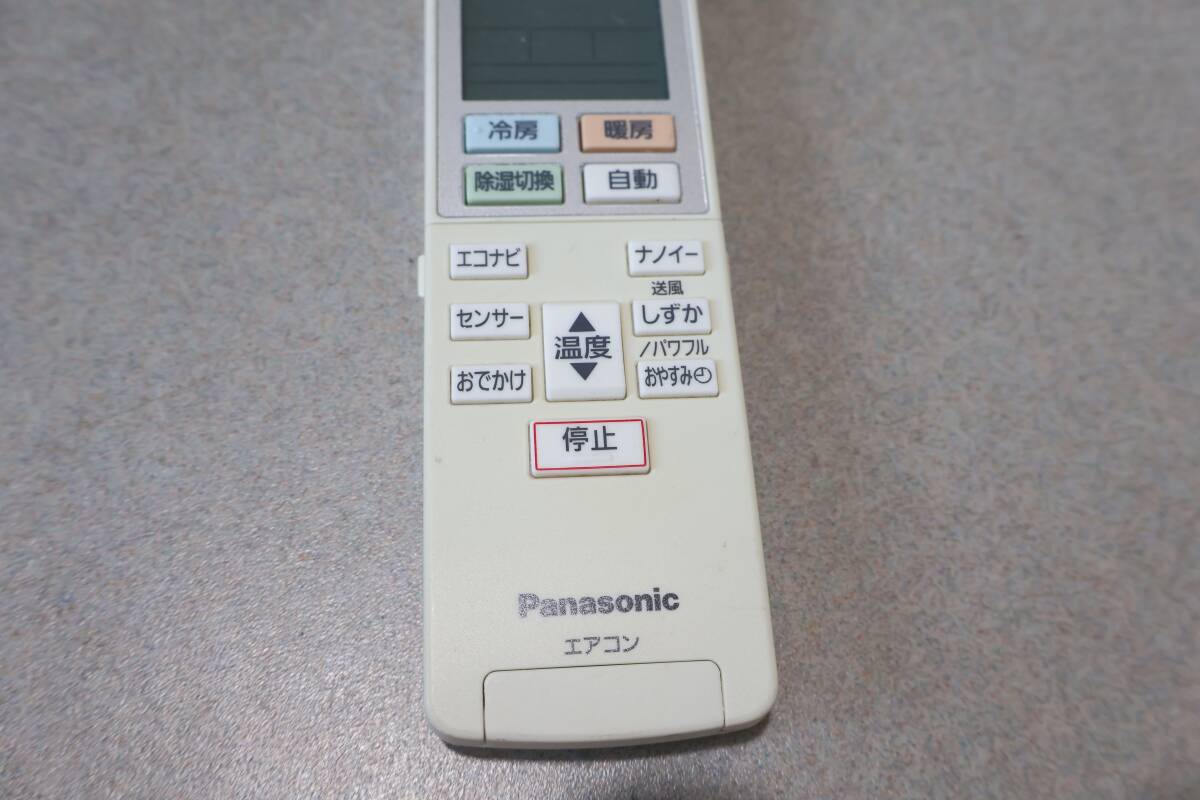 冷房 暖房
除湿切換 自動
エコナビ ナノイー
送風
センサー しずか
▲
温度
▼
/パワフル
おでかけ おやすみ
停止
Panasonic
エアコン